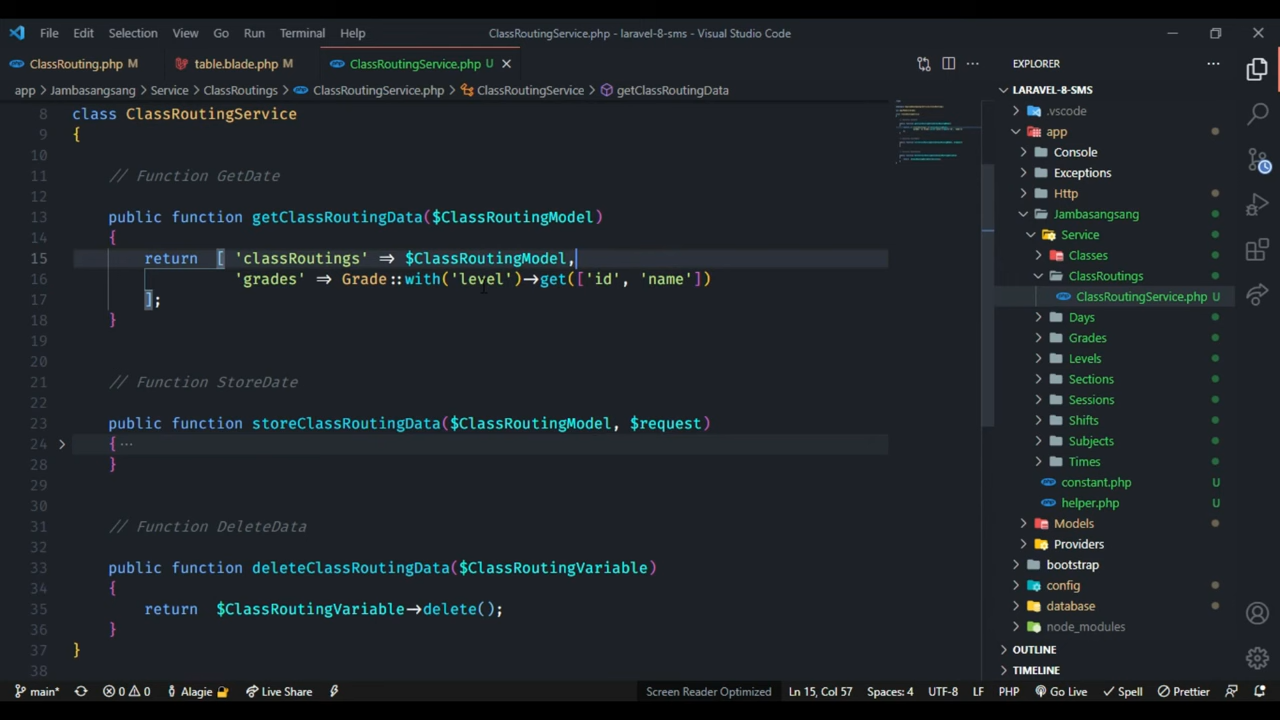 File Edit Selection View Go Run Terminal Help ClassRoutingService.php - laravel-8-sms - Visual Studio Code
ClassRouting.php M table.blade.php M ClassRoutingService.php U
app > Jambasangsang > Service > ClassRoutings > ClassRoutingService.php > ClassRoutingService > getClassRoutingData
8 class ClassRoutingService
9 {
10
11 // Function GetDate
12
13 public function getClassRoutingData($ClassRoutingModel)
14 {
15 return [ 'classRoutings' => $ClassRoutingModel,
16 'grades' => Grade::with('level')->get(['id', 'name'])
17 ];
18 }
19
20
21 // Function StoreDate
22
23 public function storeClassRoutingData($ClassRoutingModel, $request)
24 { ...
28 }
29
30
31 // Function DeleteData
32
33 public function deleteClassRoutingData($ClassRoutingVariable)
34 {
35 return $ClassRoutingVariable->delete();
36 }
37 }
38
EXPLORER
LARAVEL-8-SMS
.vscode
app
Console
Exceptions
Http
Jambasangsang
Service
Classes
ClassRoutings
ClassRoutingService.php U
Days
Grades
Levels
Sections
Sessions
Shifts
Subjects
Times
constant.php U
helper.php U
Models
Providers
bootstrap
config
database
node_modules
OUTLINE
TIMELINE
main* 0 0 Alagie Live Share Screen Reader Optimized Ln 15, Col 57 Spaces: 4 UTF-8 LF PHP Go Live Spell Prettier